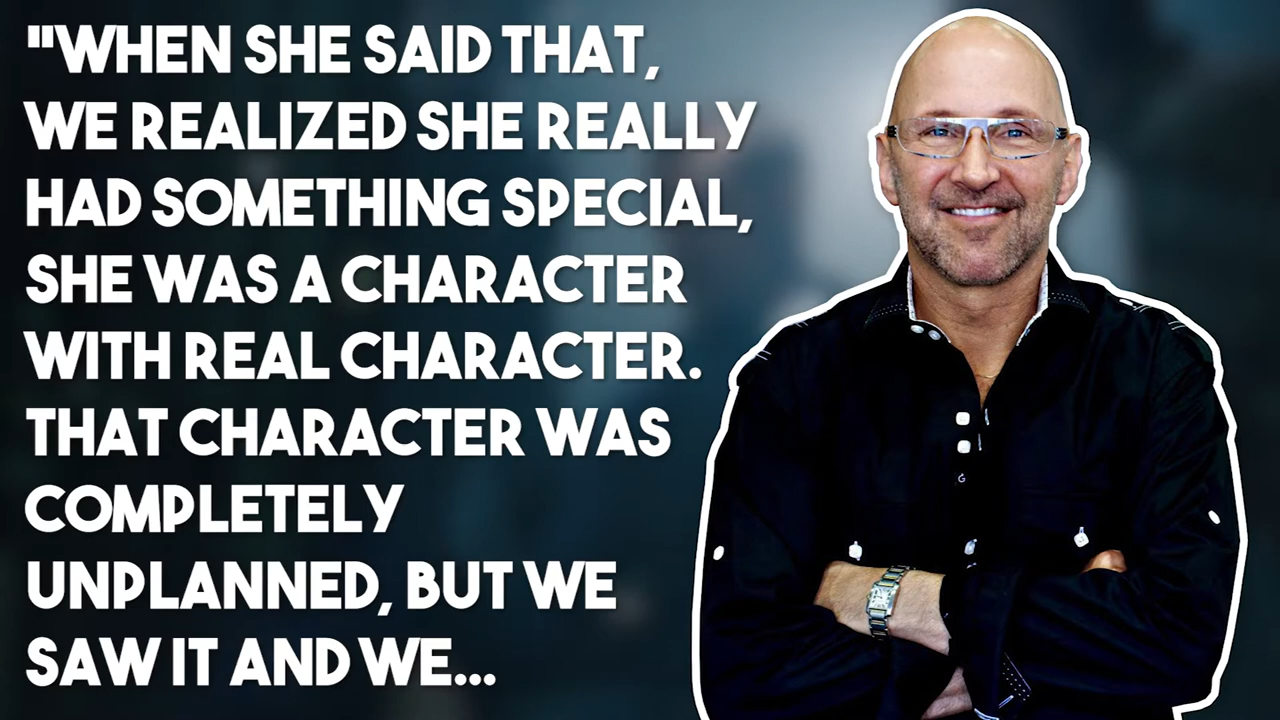 "WHEN SHE SAID THAT,
WE REALIZED SHE REALLY
HAD SOMETHING SPECIAL,
SHE WAS A CHARACTER
WITH REAL CHARACTER.
THAT CHARACTER WAS
COMPLETELY
UNPLANNED, BUT WE
SAW IT AND WE...